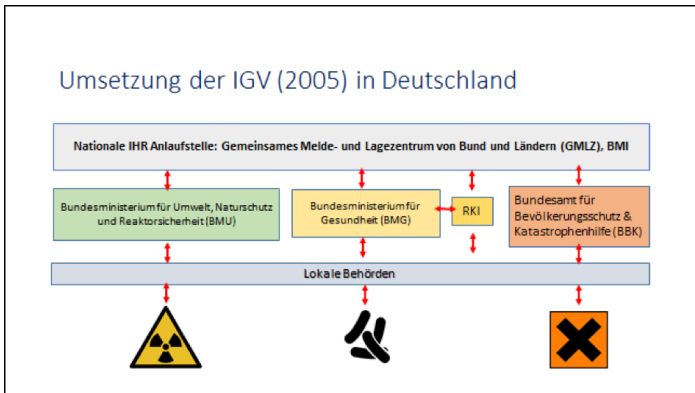 Umsetzung der IGV (2005) in Deutschland
Nationale IHR Anlaufstelle: Gemeinsames Melde- und Lagezentrum von Bund und Ländern (GMLZ), BMI
Bundesministerium für Umwelt, Naturschutz
und Reaktorsicherheit (BMU)
Bundesministerium für
Gesundheit (BMG)
RKI
Bundesamt für
Bevölkerungsschutz &
Katastrophenhilfe (BBK)
Lokale Behörden